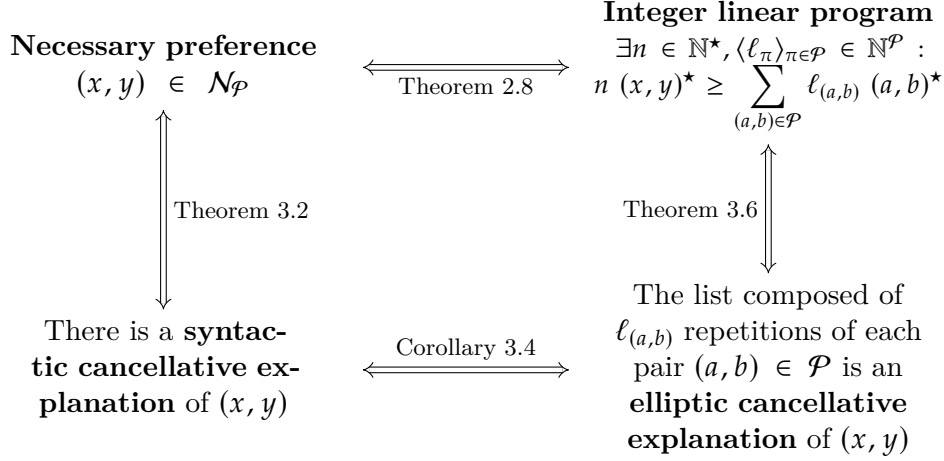 Necessary preference
(x, y) ∈ 𝒩_𝒫
Theorem 2.8
Integer linear program
∃n ∈ ℕ^★, ⟨ℓ_π⟩_{π∈𝒫} ∈ ℕ^𝒫 :
n (x, y)^★ ≥ ∑_{(a,b)∈𝒫} ℓ_{(a,b)} (a, b)^★
Theorem 3.2
Theorem 3.6
There is a syntac-
tic cancellative ex-
planation of (x, y)
Corollary 3.4
The list composed of
ℓ_{(a,b)} repetitions of each
pair (a, b) ∈ 𝒫 is an
elliptic cancellative
explanation of (x, y)